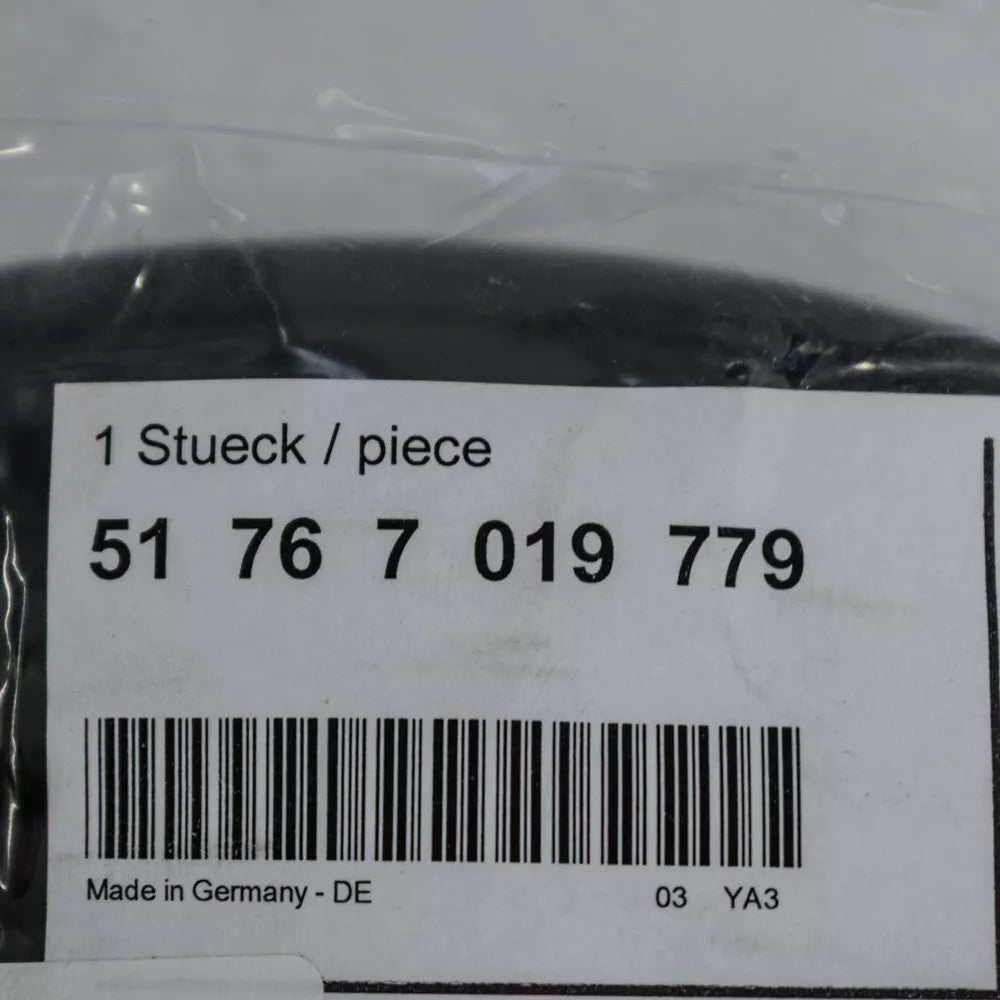 1 Stueck / piece
51 76 7 019 779
Made in Germany - DE 03 YA3